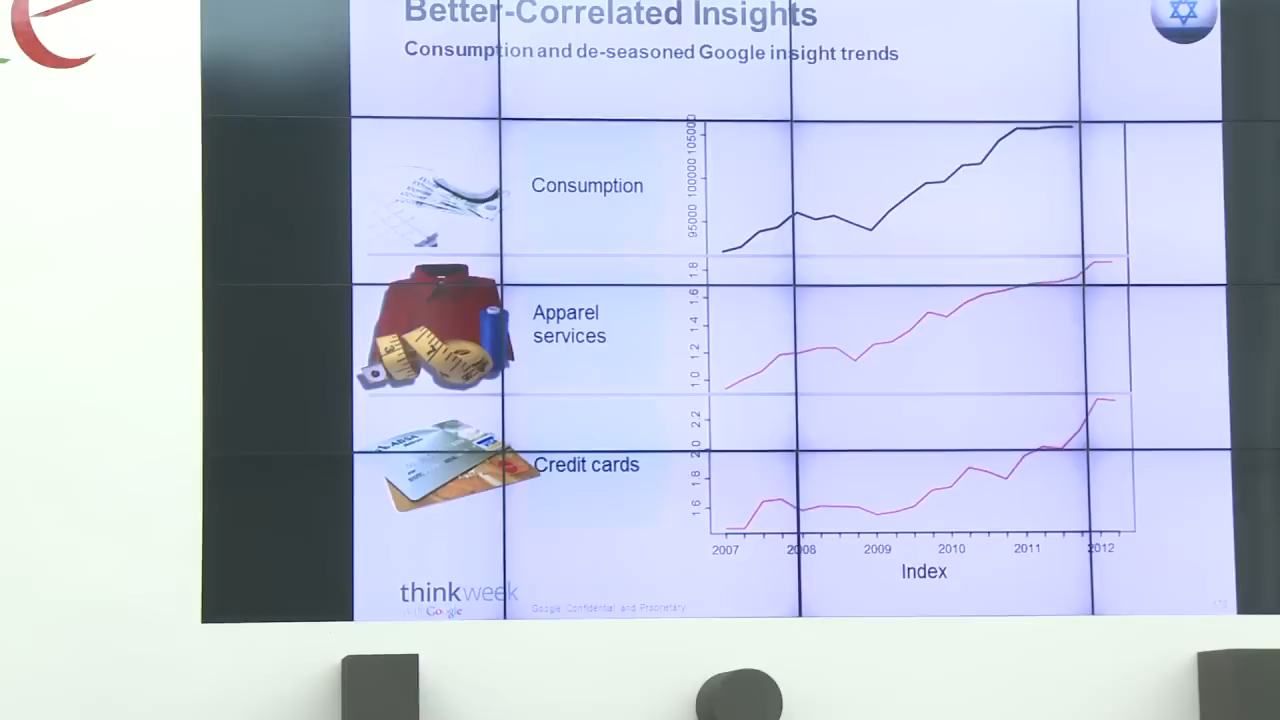 Better-Correlated Insights
Consumption and de-seasoned Google insight trends
Consumption
95000 100000 105000
Apparel
services
1.0 1.2 1.4 1.6 1.8
Credit cards
1.6 1.8 2.0 2.2
2007 2008 2009 2010 2011 2012
Index
thinkweek
with Google
Google Confidential and Proprietary